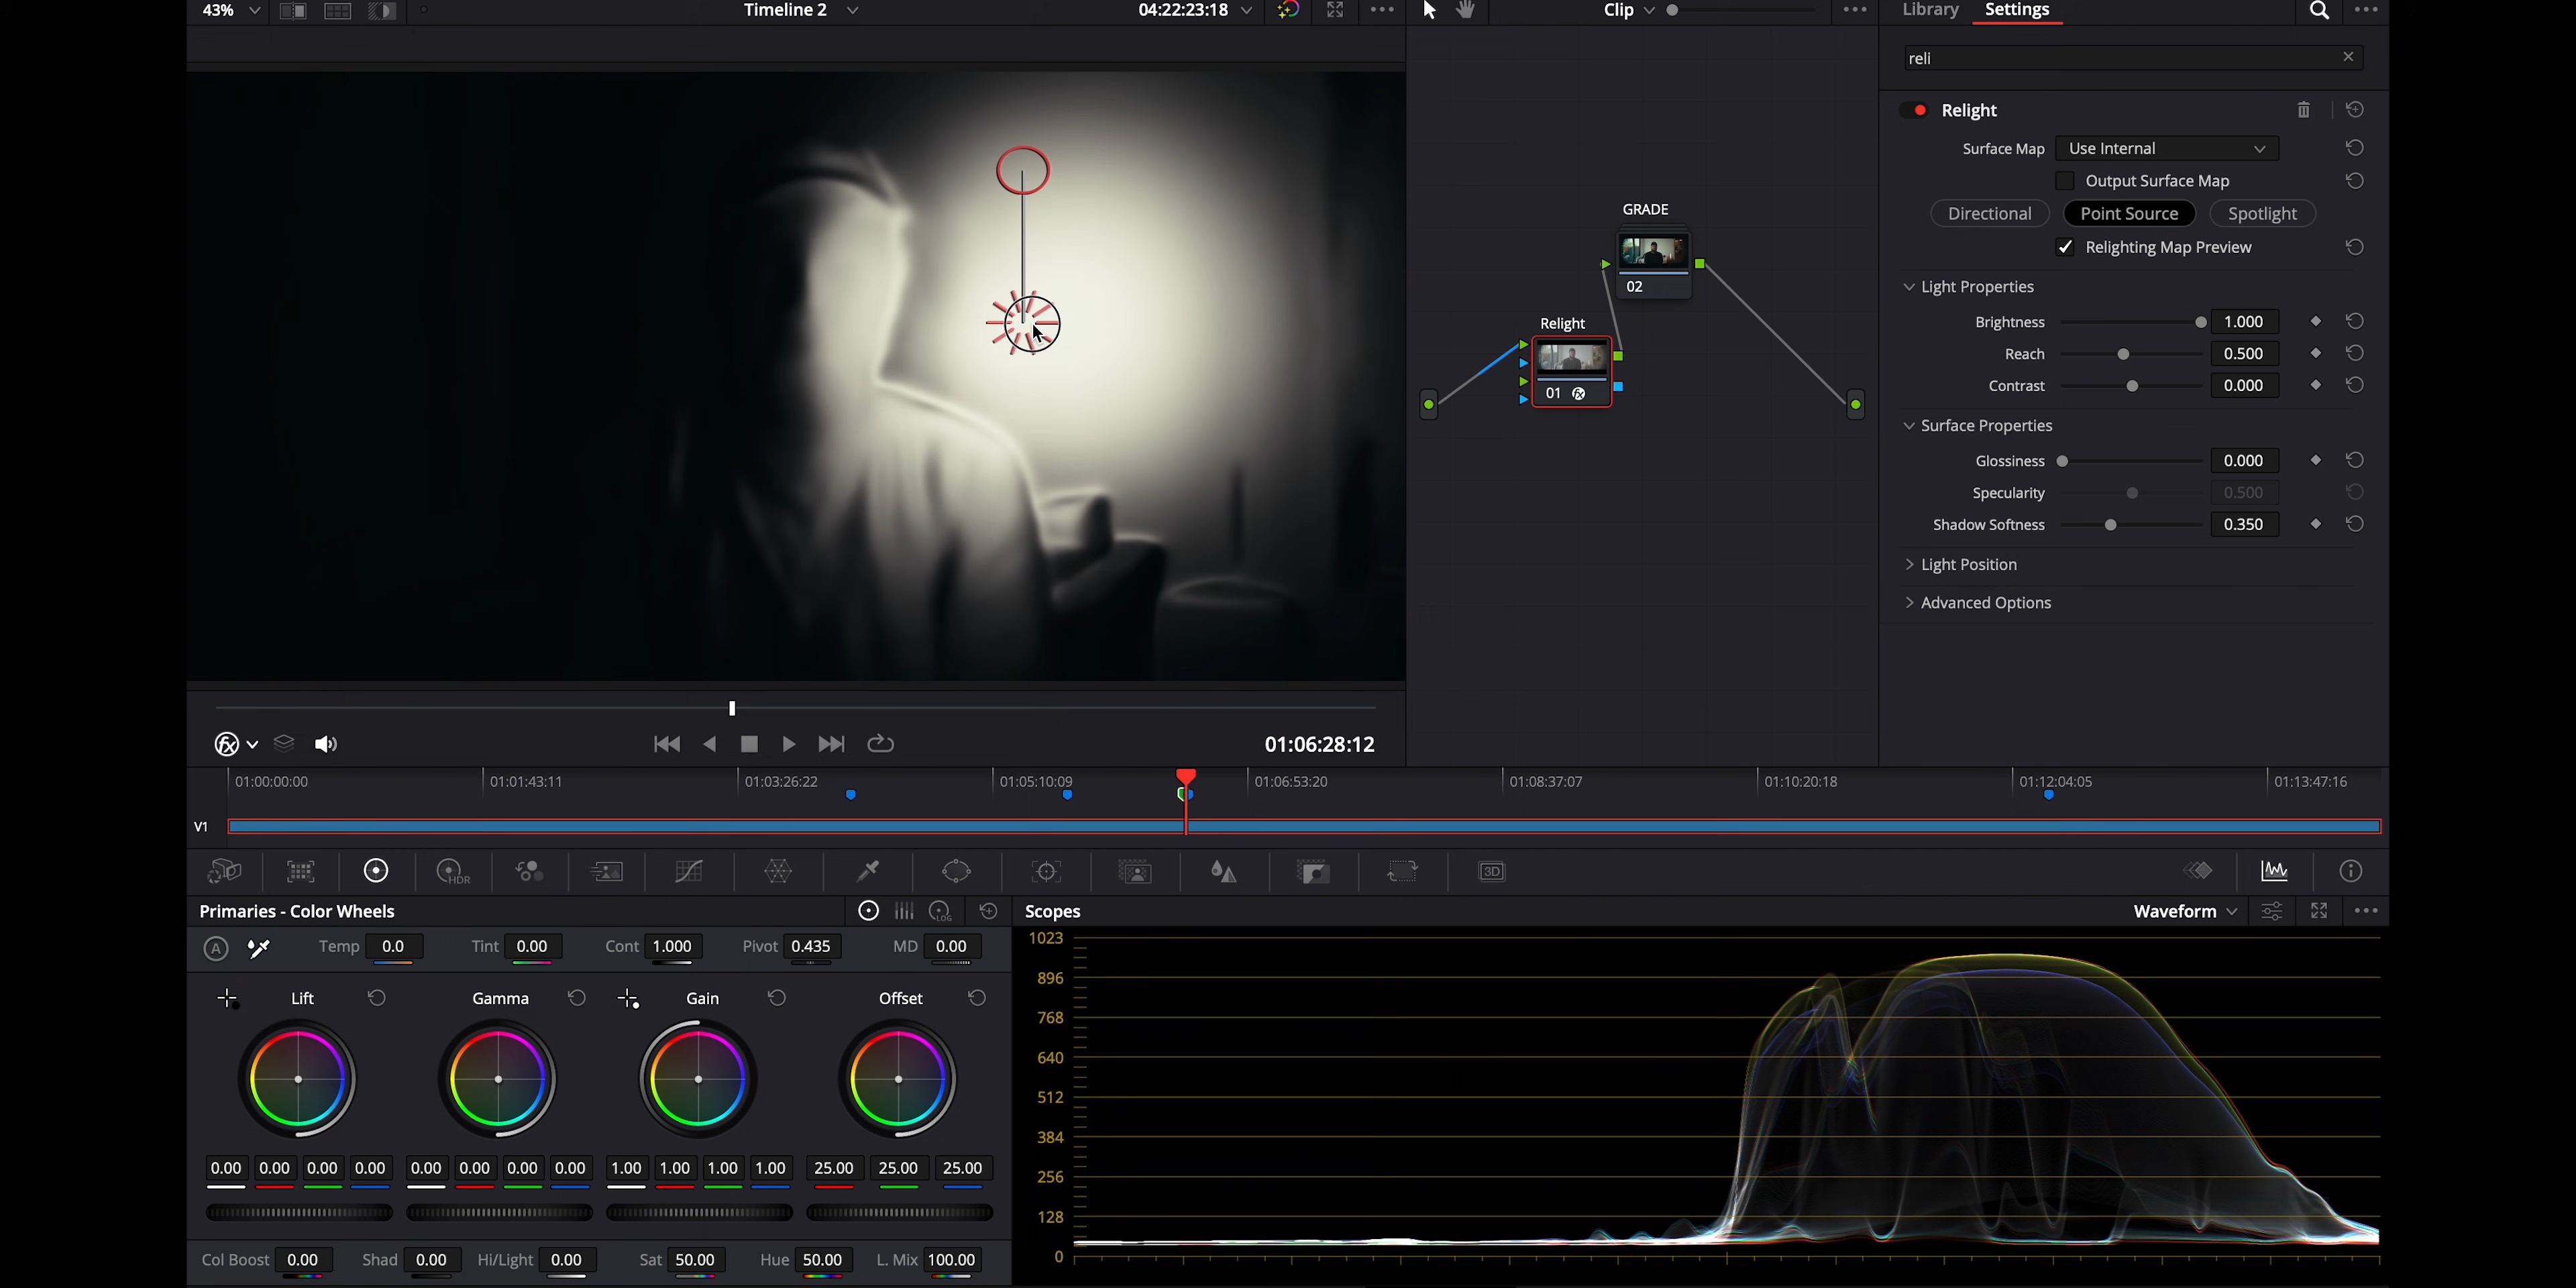 43%
Timeline 2
04:22:23:18
Clip
Library
Settings
reli
Relight
Surface Map
Use Internal
Output Surface Map
Directional
Point Source
Spotlight
Relighting Map Preview
Light Properties
Brightness 1.000
Reach 0.500
Contrast 0.000
Surface Properties
Glossiness 0.000
Specularity 0.500
Shadow Softness 0.350
Light Position
Advanced Options
GRADE
02
Relight
01
01:06:28:12
01:00:00:00 01:01:43:11 01:03:26:22 01:05:10:09 01:06:53:20 01:08:37:07 01:10:20:18 01:12:04:05 01:13:47:16
V1
HDR
3D
Primaries - Color Wheels
LOG
A
Temp 0.0 Tint 0.00 Cont 1.000 Pivot 0.435 MD 0.00
Lift Gamma Gain Offset
0.00 0.00 0.00 0.00 0.00 0.00 0.00 0.00 1.00 1.00 1.00 1.00 25.00 25.00 25.00
Col Boost 0.00 Shad 0.00 Hi/Light 0.00 Sat 50.00 Hue 50.00 L. Mix 100.00
Scopes
Waveform
1023
896
768
640
512
384
256
128
0